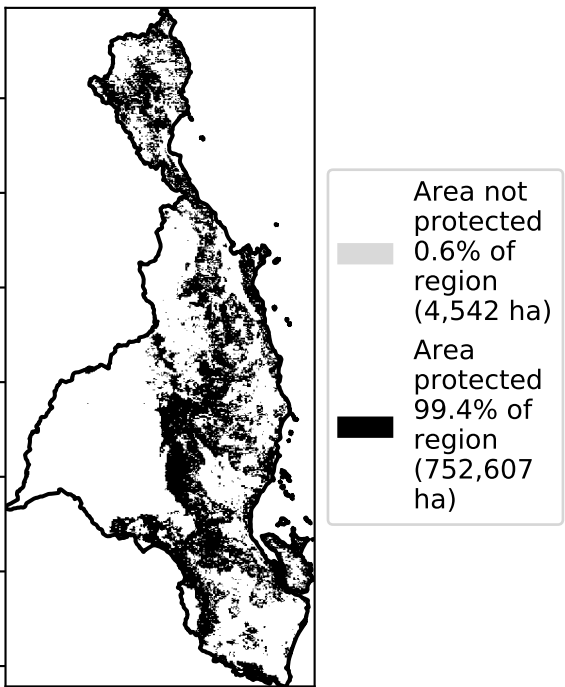 Area not
protected
0.6% of
region
(4,542 ha)
Area
protected
99.4% of
region
(752,607
ha)